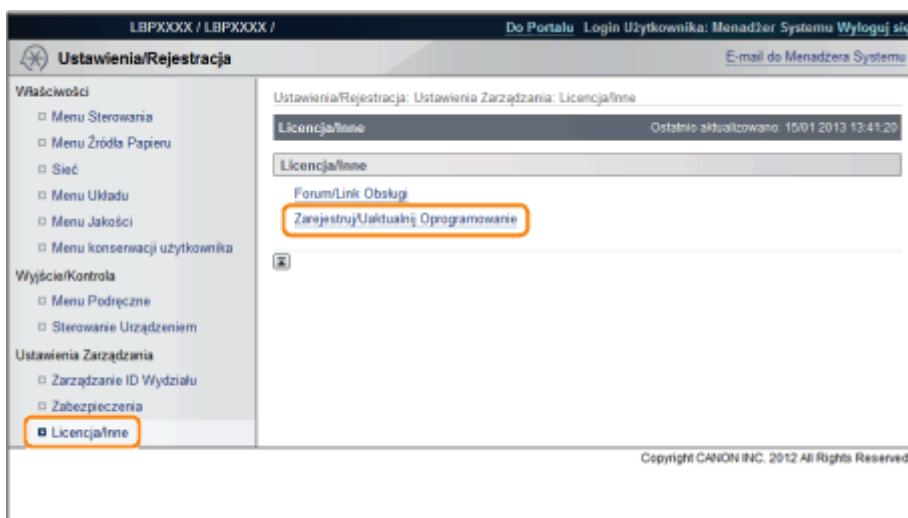 LBPXXXX / LBPXXXX /
Do Portalu Login Użytkownika: Menadżer Systemu Wyloguj się
Ustawienia/Rejestracja
E-mail do Menadżera Systemu
Właściwości
Menu Sterowania
Menu Źródła Papieru
Sieć
Menu Układu
Menu Jakości
Menu konserwacji użytkownika
Wyjście/Kontrola
Menu Podręczne
Sterowanie Urządzeniem
Ustawienia Zarządzania
Zarządzanie ID Wydziału
Zabezpieczenia
Licencja/Inne
Ustawienia/Rejestracja: Ustawienia Zarządzania: Licencja/Inne
Licencja/Inne
Ostatnio aktualizowano: 15/01 2013 13:41:20
Licencja/Inne
Forum/Link Obsługi
Zarejestruj/Uaktualnij Oprogramowanie
Copyright CANON INC. 2012 All Rights Reserved